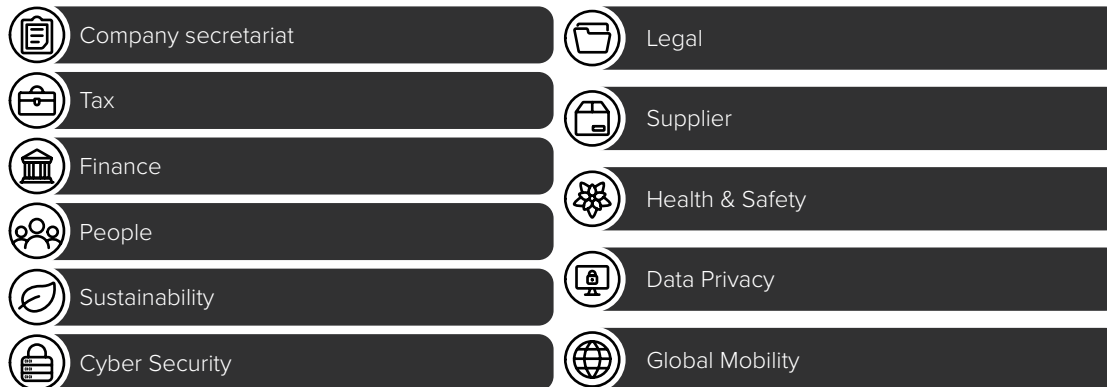 Company secretariat
Tax
Finance
People
Sustainability
Cyber Security
Legal
Supplier
Health & Safety
Data Privacy
Global Mobility